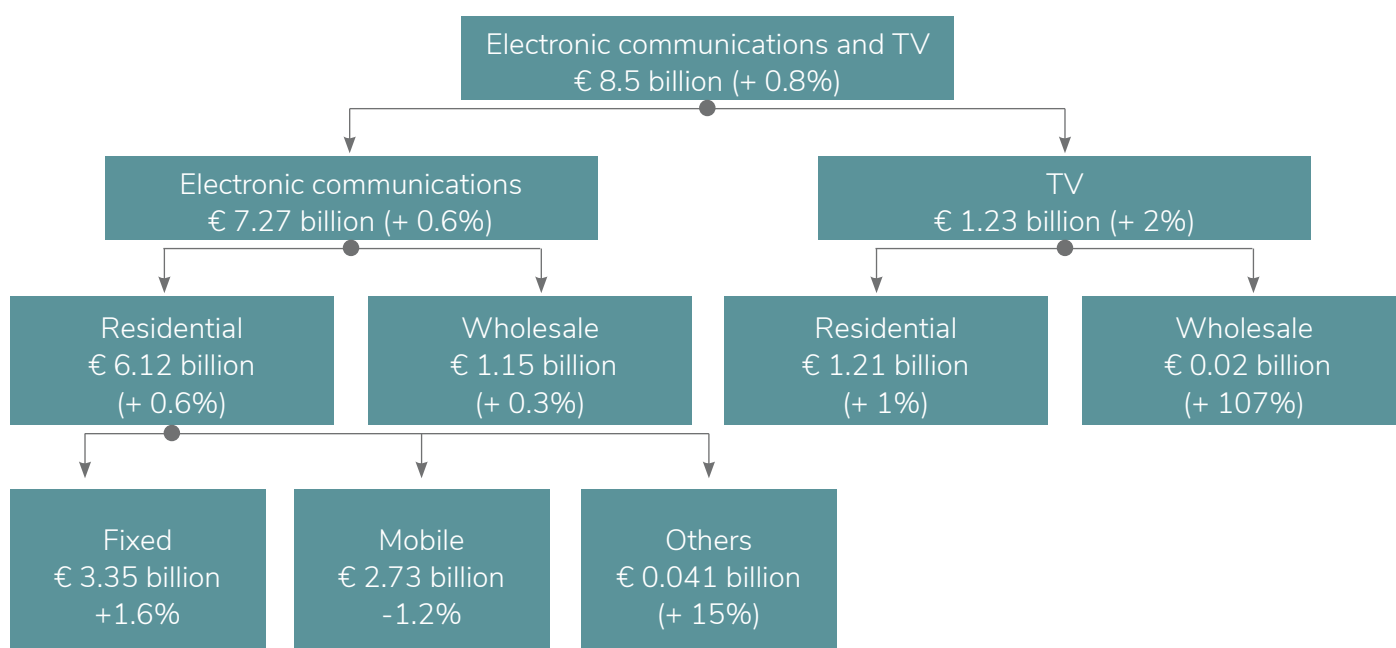 Electronic communications and TV
€ 8.5 billion (+ 0.8%)
Electronic communications
€ 7.27 billion (+ 0.6%)
TV
€ 1.23 billion (+ 2%)
Residential
€ 6.12 billion
(+ 0.6%)
Wholesale
€ 1.15 billion
(+ 0.3%)
Residential
€ 1.21 billion
(+ 1%)
Wholesale
€ 0.02 billion
(+ 107%)
Fixed
€ 3.35 billion
+1.6%
Mobile
€ 2.73 billion
-1.2%
Others
€ 0.041 billion
(+ 15%)